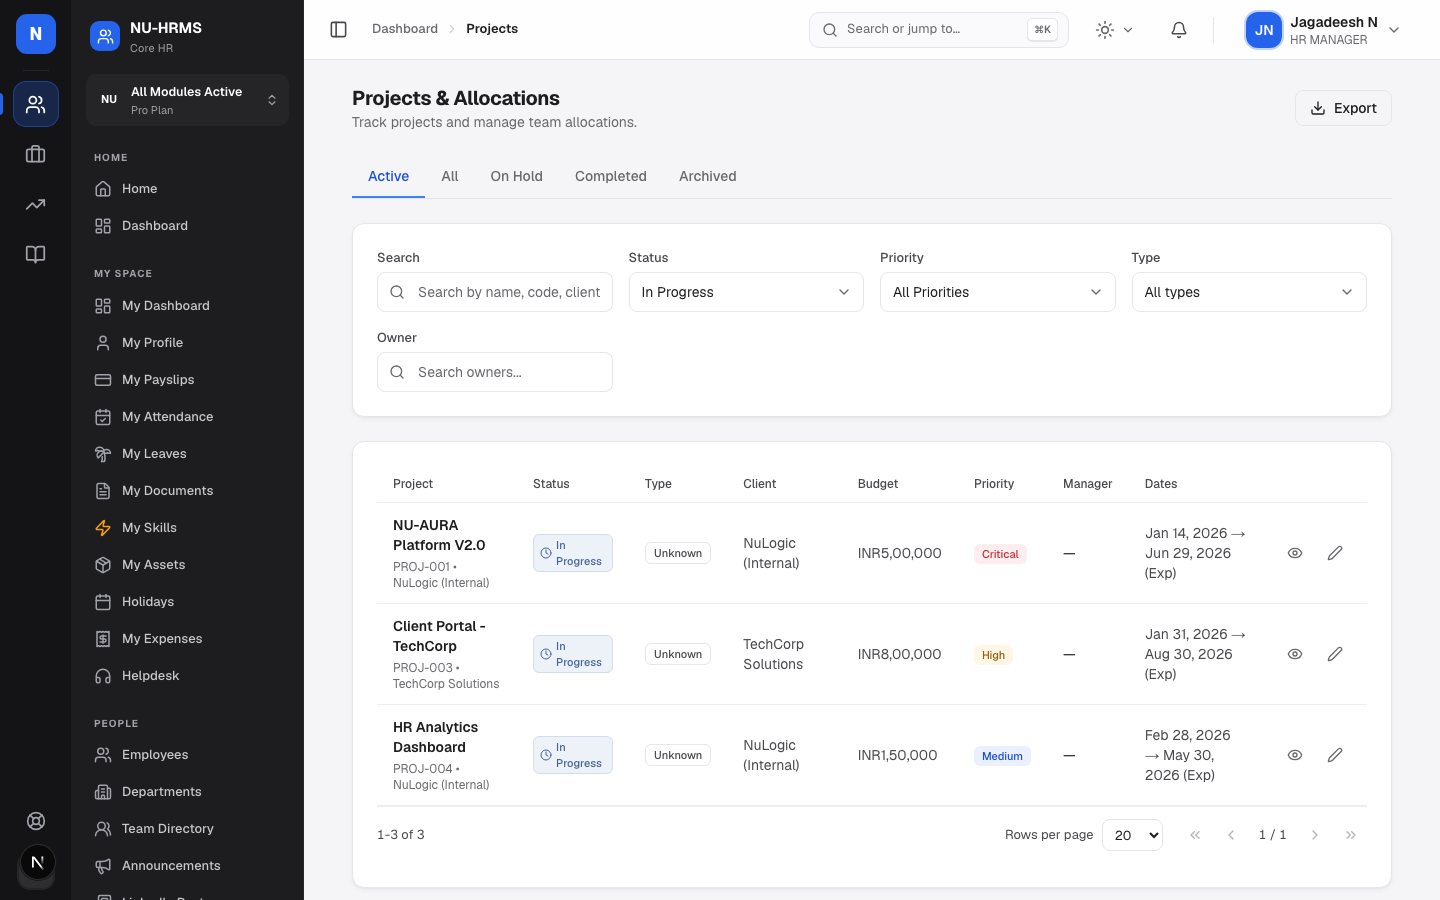 N
NU-HRMS
Core HR
NU
All Modules Active
Pro Plan
HOME
Home
Dashboard
MY SPACE
My Dashboard
My Profile
My Payslips
My Attendance
My Leaves
My Documents
My Skills
My Assets
Holidays
My Expenses
Helpdesk
PEOPLE
Employees
Departments
Team Directory
Announcements
N
Dashboard
Projects
Search or jump to...
⌘K
JN
Jagadeesh N
HR MANAGER
Projects & Allocations
Track projects and manage team allocations.
Export
Active
All
On Hold
Completed
Archived
Search
Status
Priority
Type
Search by name, code, client
In Progress
All Priorities
All types
Owner
Search owners...
Project
Status
Type
Client
Budget
Priority
Manager
Dates
NU-AURA
Platform V2.0
PROJ-001 •
NuLogic (Internal)
In
Progress
Unknown
NuLogic
(Internal)
INR5,00,000
Critical
—
Jan 14, 2026 →
Jun 29, 2026
(Exp)
Client Portal -
TechCorp
PROJ-003 •
TechCorp Solutions
In
Progress
Unknown
TechCorp
Solutions
INR8,00,000
High
—
Jan 31, 2026 →
Aug 30, 2026
(Exp)
HR Analytics
Dashboard
PROJ-004 •
NuLogic (Internal)
In
Progress
Unknown
NuLogic
(Internal)
INR1,50,000
Medium
—
Feb 28, 2026
→ May 30,
2026 (Exp)
1-3 of 3
Rows per page
20
1 / 1